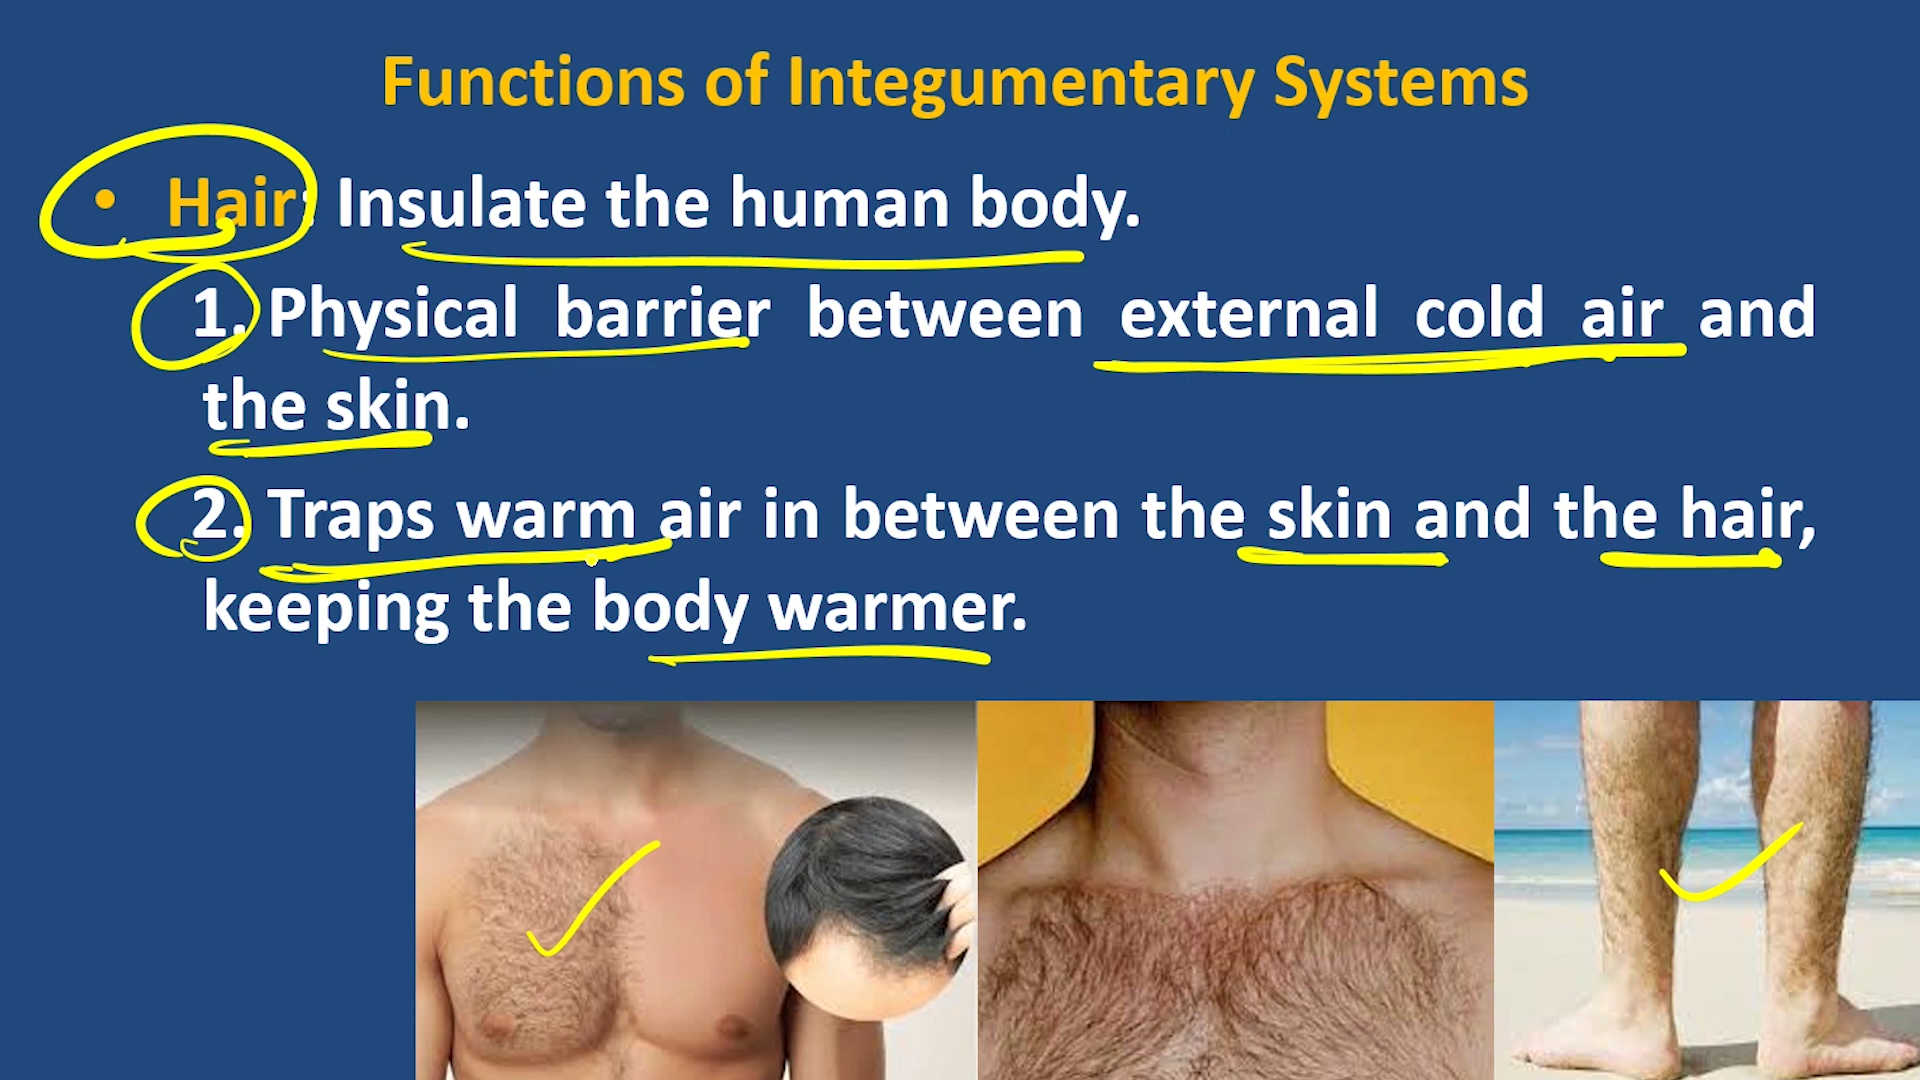 Functions of Integumentary Systems
• Hair: Insulate the human body.
1. Physical barrier between external cold air and
the skin.
2. Traps warm air in between the skin and the hair,
keeping the body warmer.